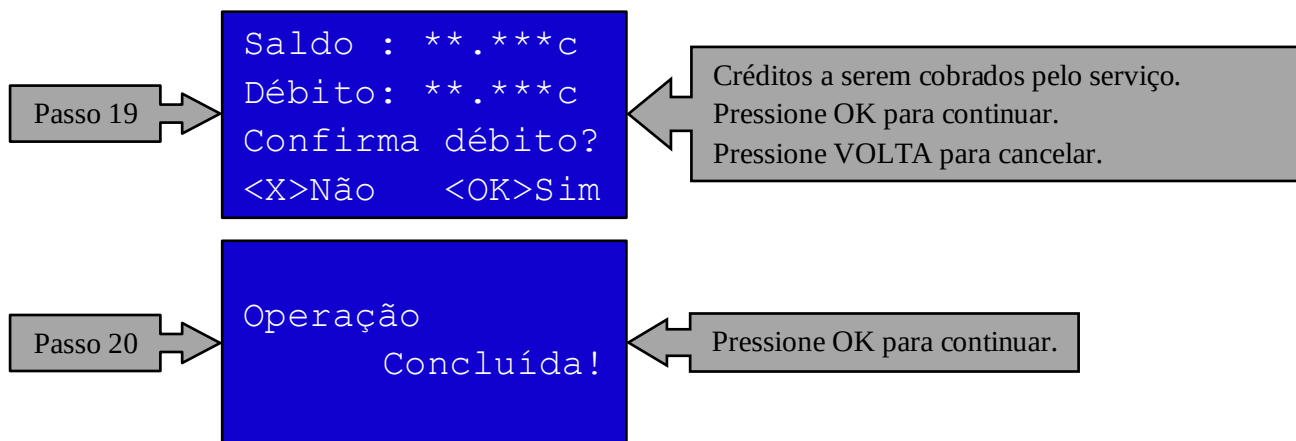 Passo 19
Saldo : **.***c
Débito: **.***c
Confirma débito?
<X>Não <OK>Sim
Créditos a serem cobrados pelo serviço.
Pressione OK para continuar.
Pressione VOLTA para cancelar.
Passo 20
Operação
Concluída!
Pressione OK para continuar.